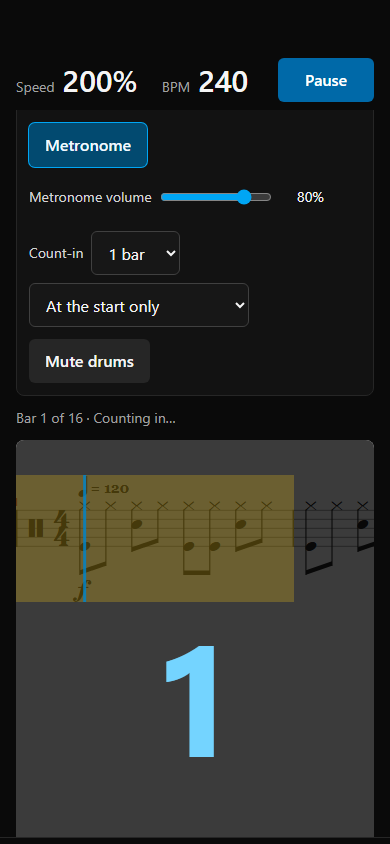 Speed 200% BPM 240 Pause
Metronome
Metronome volume 80%
Count-in 1 bar
At the start only
Mute drums
Bar 1 of 16 · Counting in...
= 120
4
4
f
1